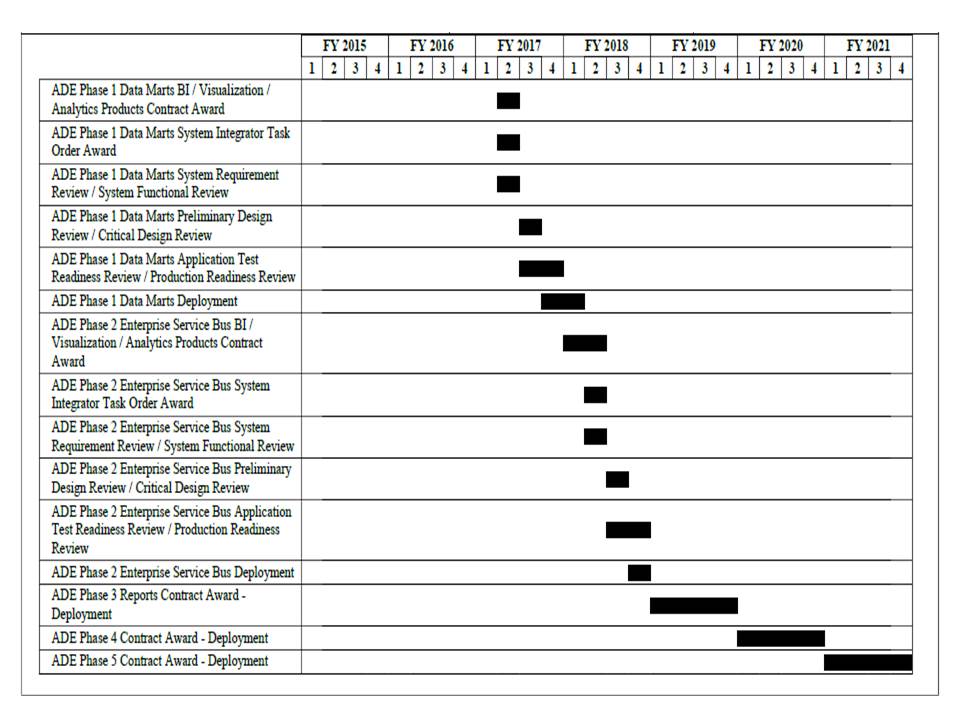 FY 2015 FY 2016 FY 2017 FY 2018 FY 2019 FY 2020 FY 2021
1 2 3 4 1 2 3 4 1 2 3 4 1 2 3 4 1 2 3 4 1 2 3 4 1 2 3 4
ADE Phase 1 Data Marts BI / Visualization /
Analytics Products Contract Award
ADE Phase 1 Data Marts System Integrator Task
Order Award
ADE Phase 1 Data Marts System Requirement
Review / System Functional Review
ADE Phase 1 Data Marts Preliminary Design
Review / Critical Design Review
ADE Phase 1 Data Marts Application Test
Readiness Review / Production Readiness Review
ADE Phase 1 Data Marts Deployment
ADE Phase 2 Enterprise Service Bus BI /
Visualization / Analytics Products Contract
Award
ADE Phase 2 Enterprise Service Bus System
Integrator Task Order Award
ADE Phase 2 Enterprise Service Bus System
Requirement Review / System Functional Review
ADE Phase 2 Enterprise Service Bus Preliminary
Design Review / Critical Design Review
ADE Phase 2 Enterprise Service Bus Application
Test Readiness Review / Production Readiness
Review
ADE Phase 2 Enterprise Service Bus Deployment
ADE Phase 3 Reports Contract Award -
Deployment
ADE Phase 4 Contract Award - Deployment
ADE Phase 5 Contract Award - Deployment